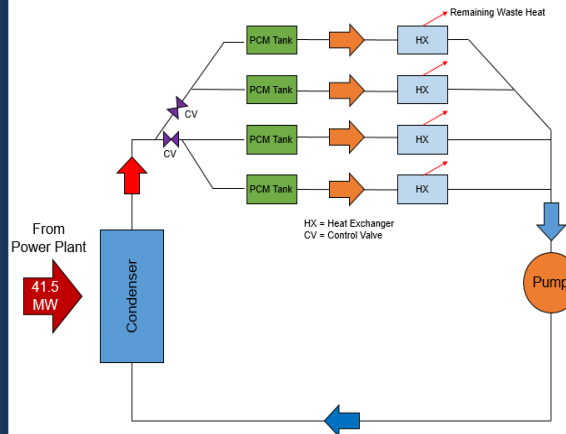 Remaining Waste Heat
PCM Tank
HX
PCM Tank
HX
CV
PCM Tank
HX
CV
PCM Tank
HX
HX = Heat Exchanger
CV = Control Valve
From
Power Plant
41.5
MW
Condenser
Pump